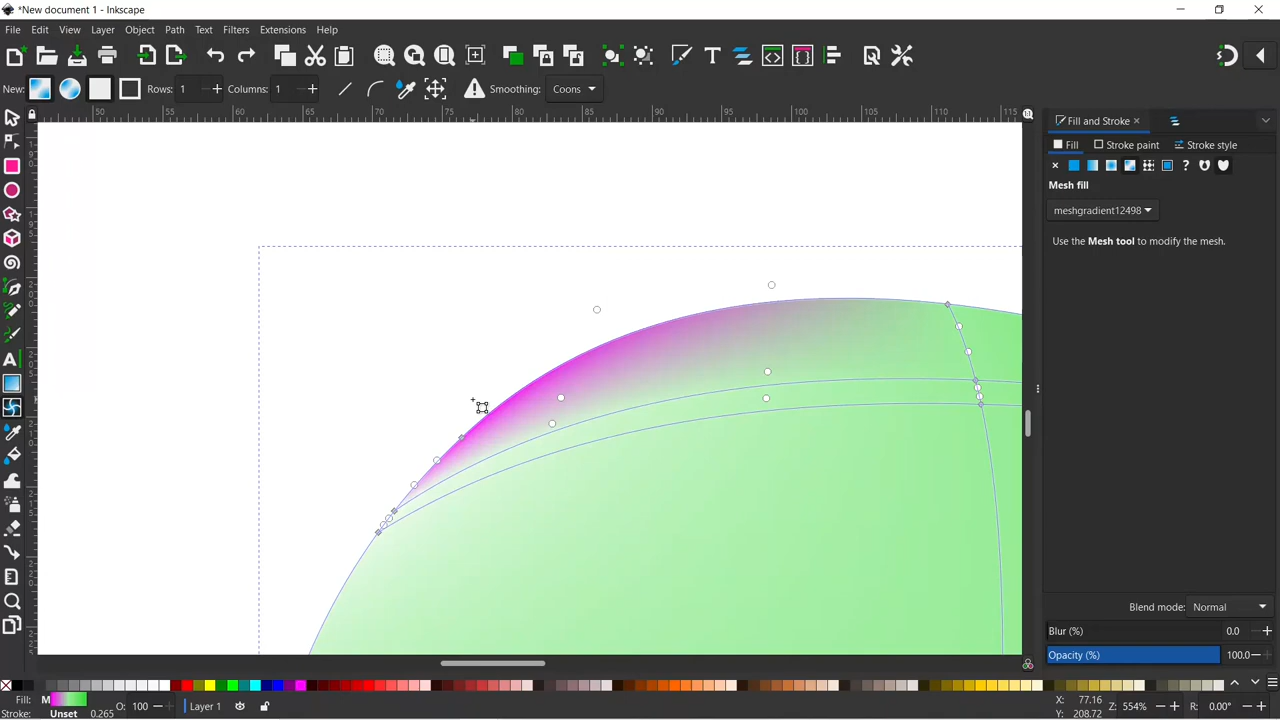 *New document 1 - Inkscape
File Edit View Layer Object Path Text Filters Extensions Help
New: Rows: 1 Columns: 1 Smoothing: Coons
50 55 60 65 70 75 80 85 90 95 100 105 110 115
Fill and Stroke
Fill Stroke paint Stroke style
Mesh fill
meshgradient12498
Use the Mesh tool to modify the mesh.
Blend mode: Normal
Blur (%) 0.0
Opacity (%) 100.0
Fill: M O: 100 Layer 1 X: 77.16 Z: 554% R: 0.00°
Stroke: Unset 0.265 Y: 208.72